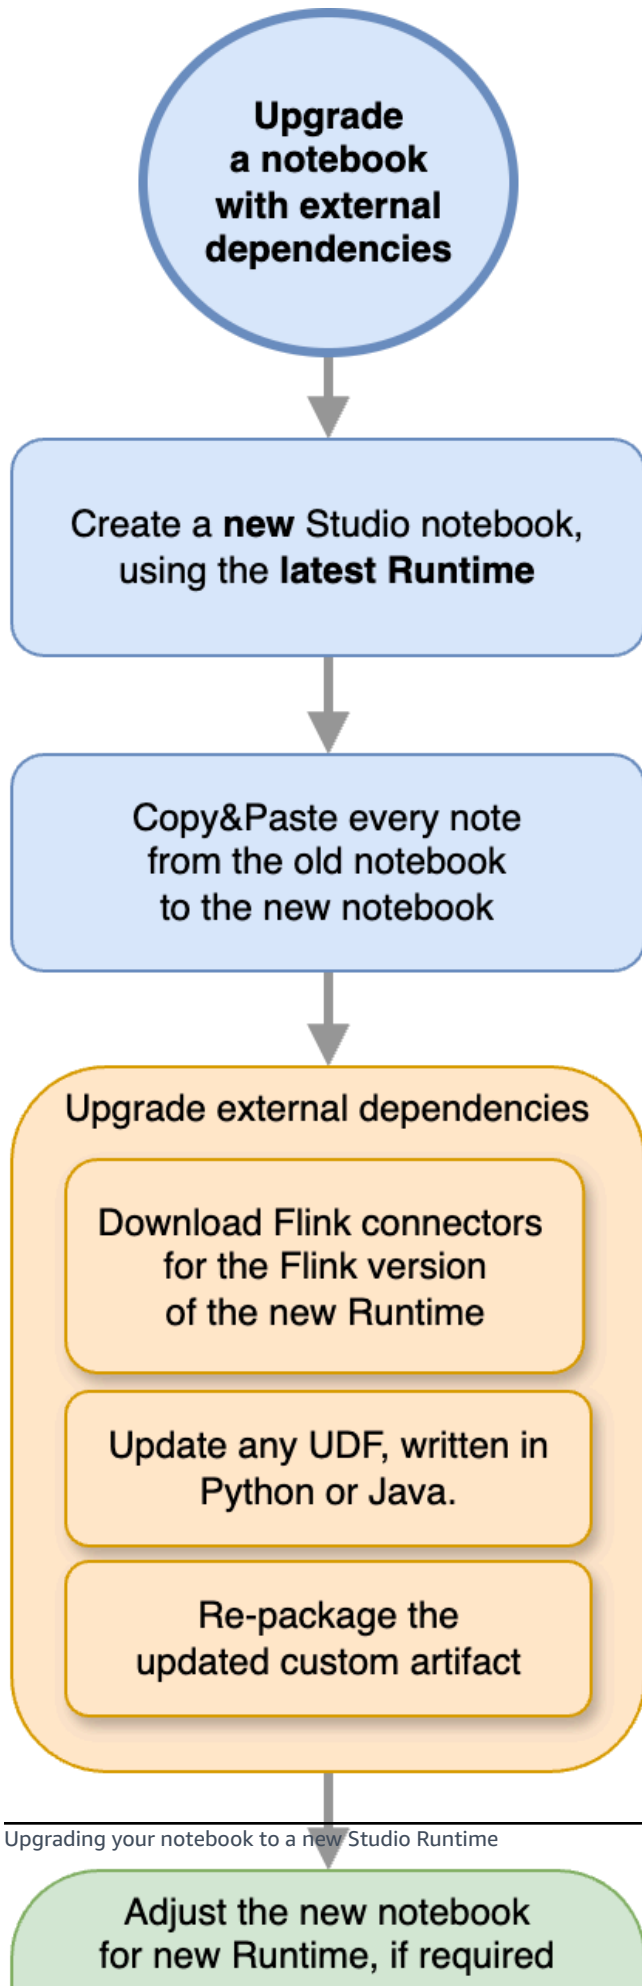 Upgrade
a notebook
with external
dependencies
Create a new Studio notebook,
using the latest Runtime
Copy&Paste every note
from the old notebook
to the new notebook
Upgrade external dependencies
Download Flink connectors
for the Flink version
of the new Runtime
Update any UDF, written in
Python or Java.
Re-package the
updated custom artifact
Upgrading your notebook to a new Studio Runtime
Adjust the new notebook
for new Runtime, if required